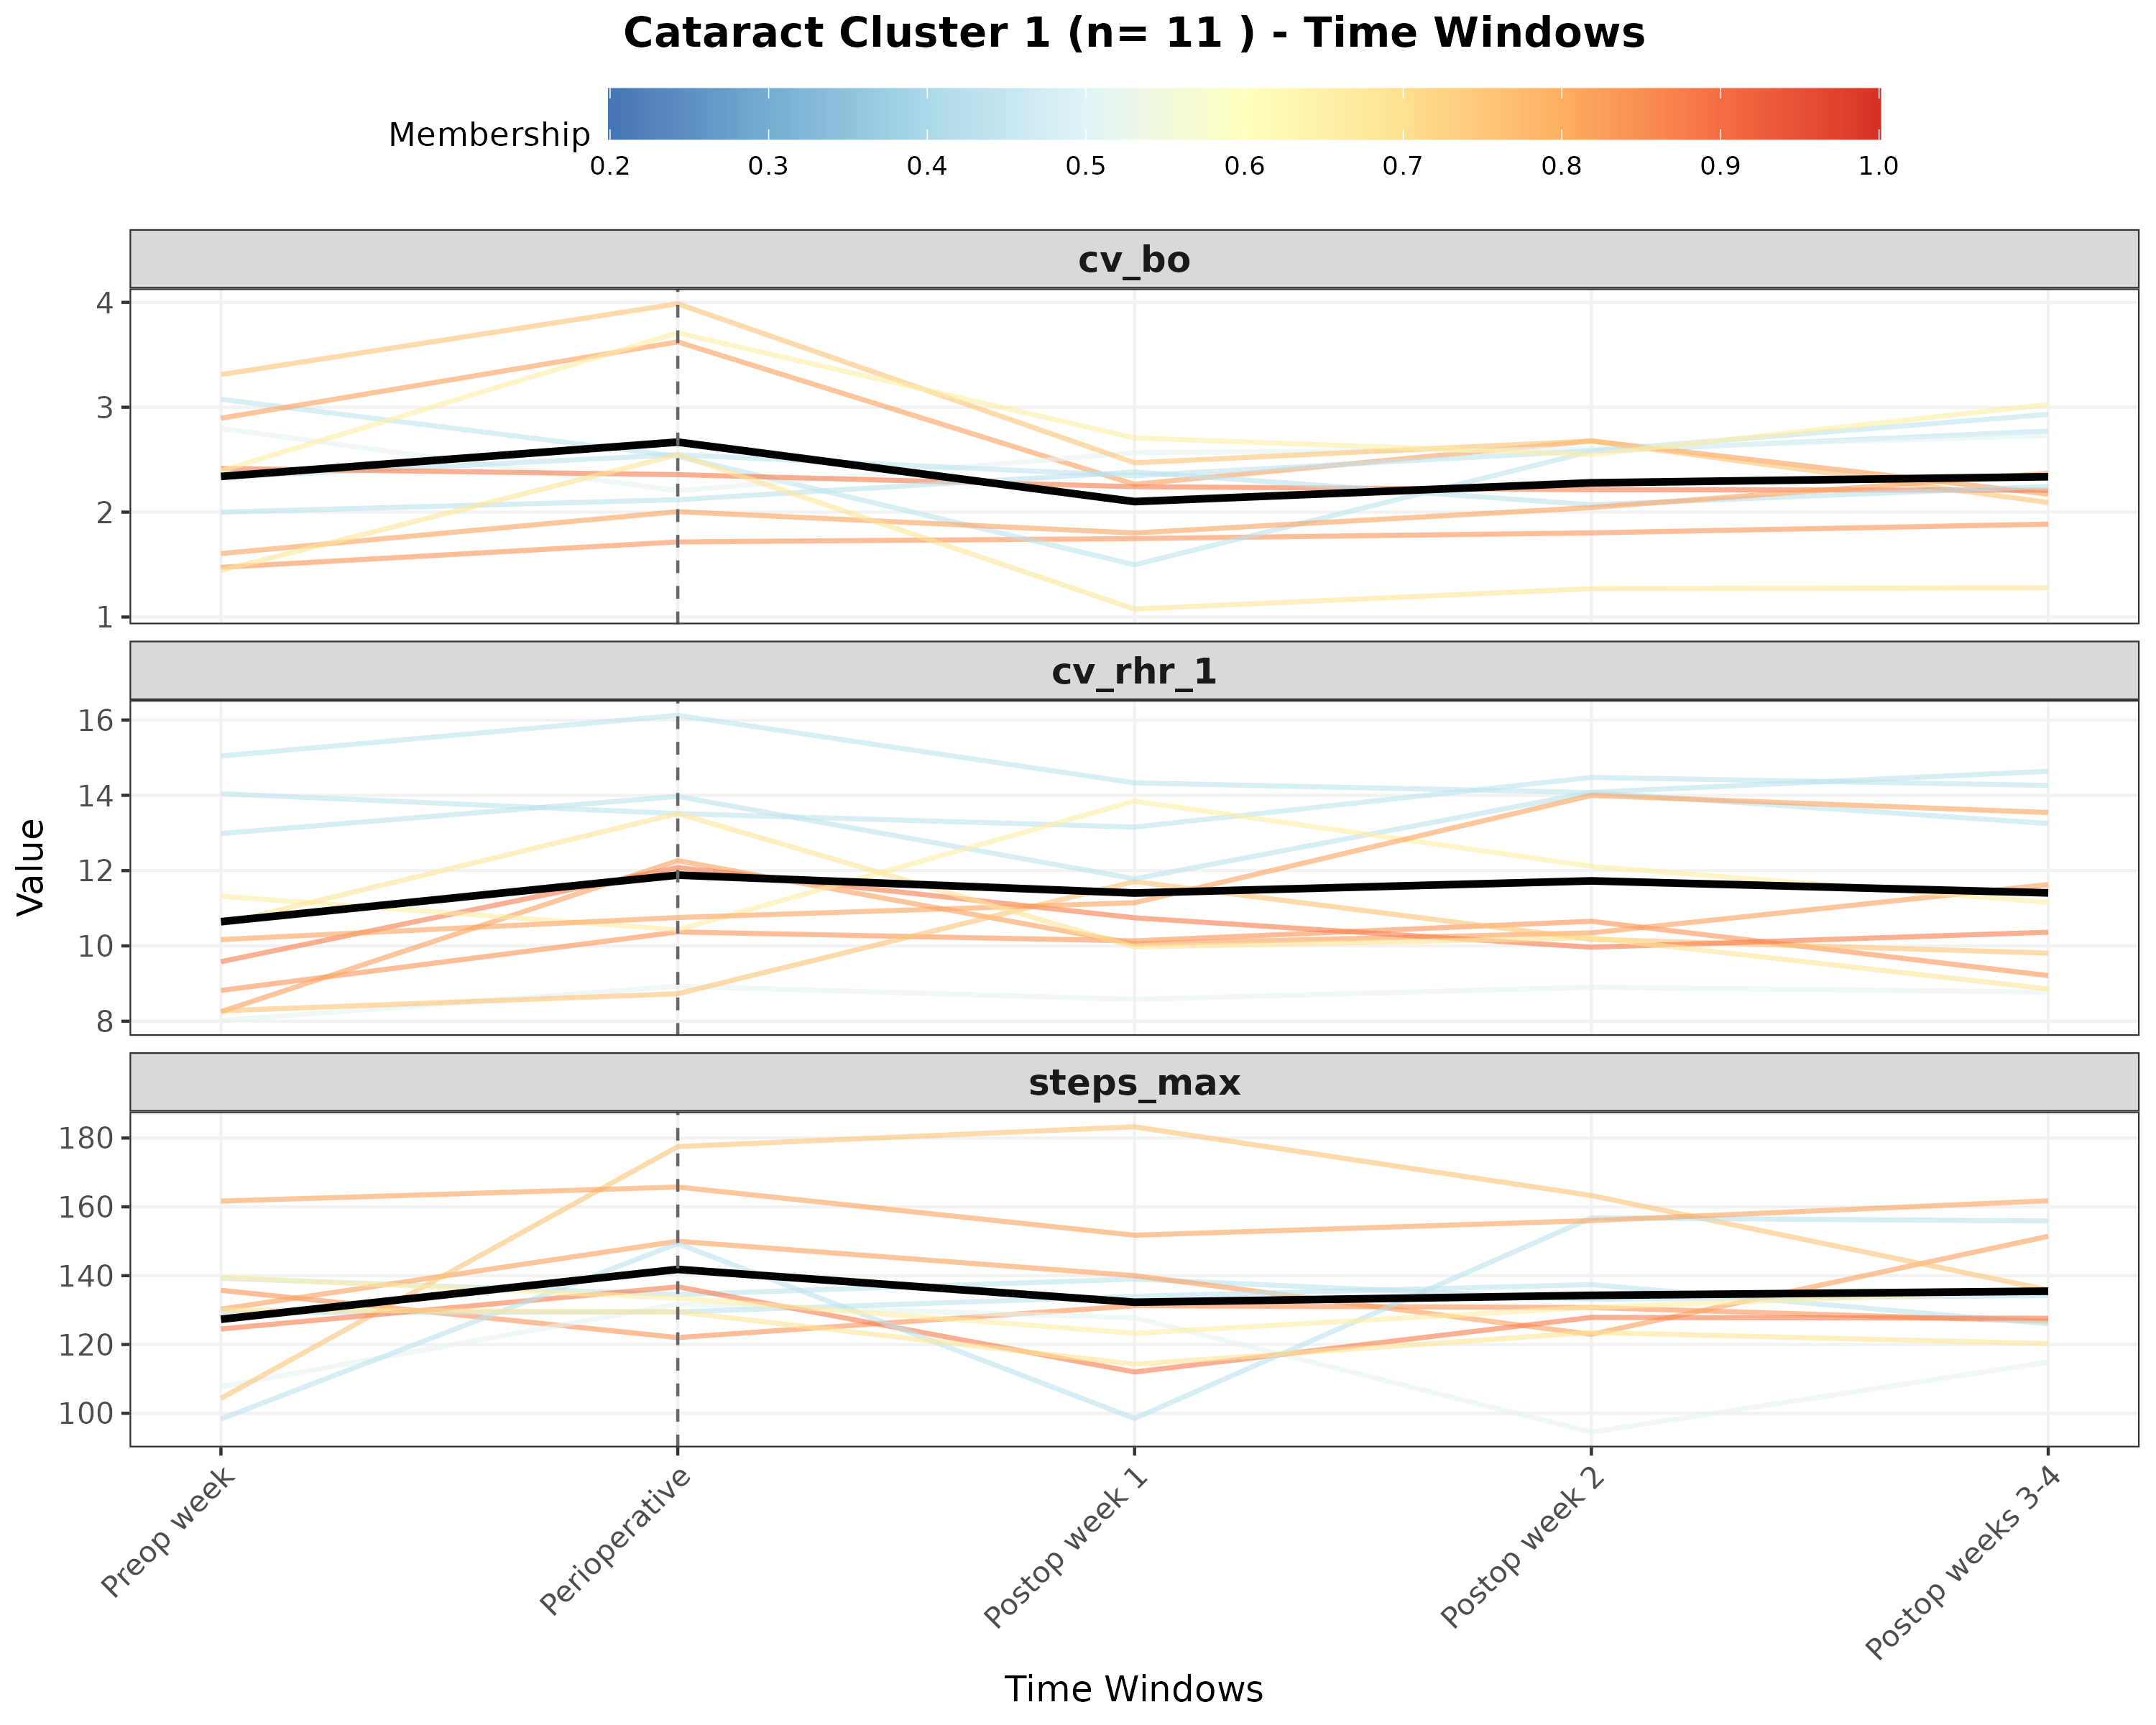 Cataract Cluster 1 (n= 11 ) - Time Windows
Membership
0.2 0.3 0.4 0.5 0.6 0.7 0.8 0.9 1.0
cv_bo
4
3
2
1
cv_rhr_1
16
14
12
10
8
Value
steps_max
180
160
140
120
100
Preop week
Perioperative
Postop week 1
Postop week 2
Postop weeks 3-4
Time Windows